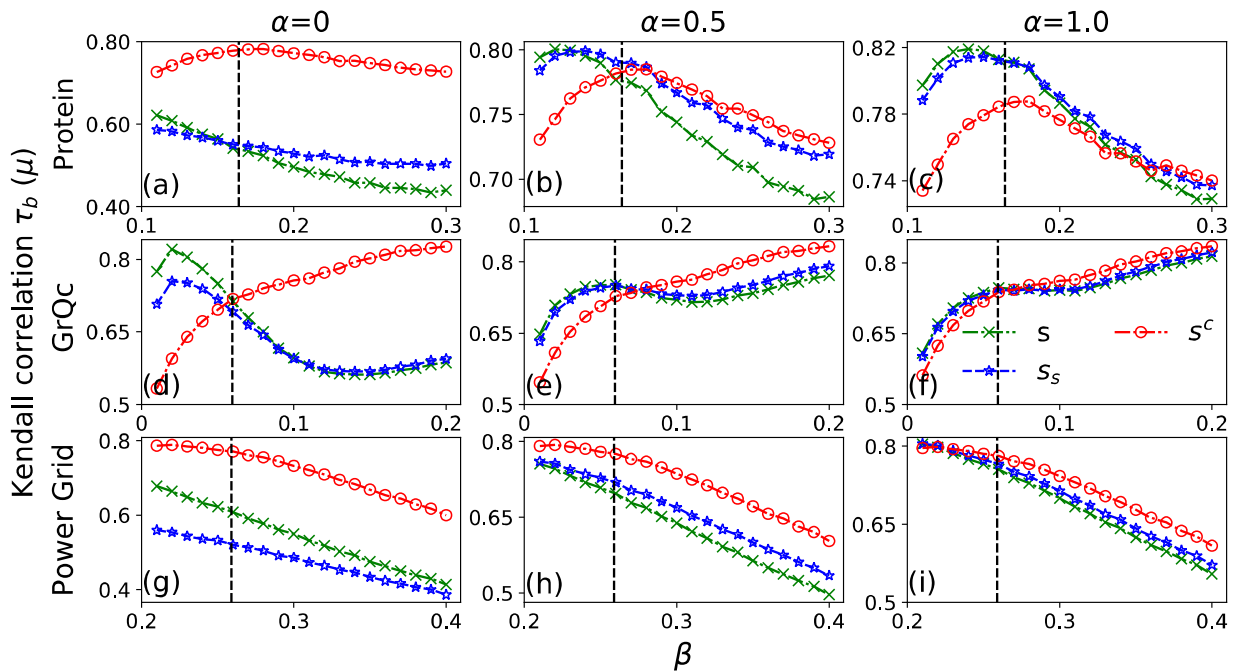 α=0 α=0.5 α=1.0
Kendall correlation τb (μ)
Protein
0.80
0.60
0.40
(a)
0.1 0.2 0.3
0.80
0.75
0.70
(b)
0.1 0.2 0.3
0.82
0.78
0.74
(c)
0.1 0.2 0.3
GrQc
0.8
0.65
0.5
(d)
0 0.1 0.2
0.8
0.65
0.5
(e)
0 0.1 0.2
0.8
0.65
0.5
(f)
s
s_s
s^c
0 0.1 0.2
Power Grid
0.8
0.6
0.4
(g)
0.2 0.3 0.4
0.8
0.65
0.5
(h)
0.2 0.3 0.4
0.8
0.65
0.5
(i)
0.2 0.3 0.4
β